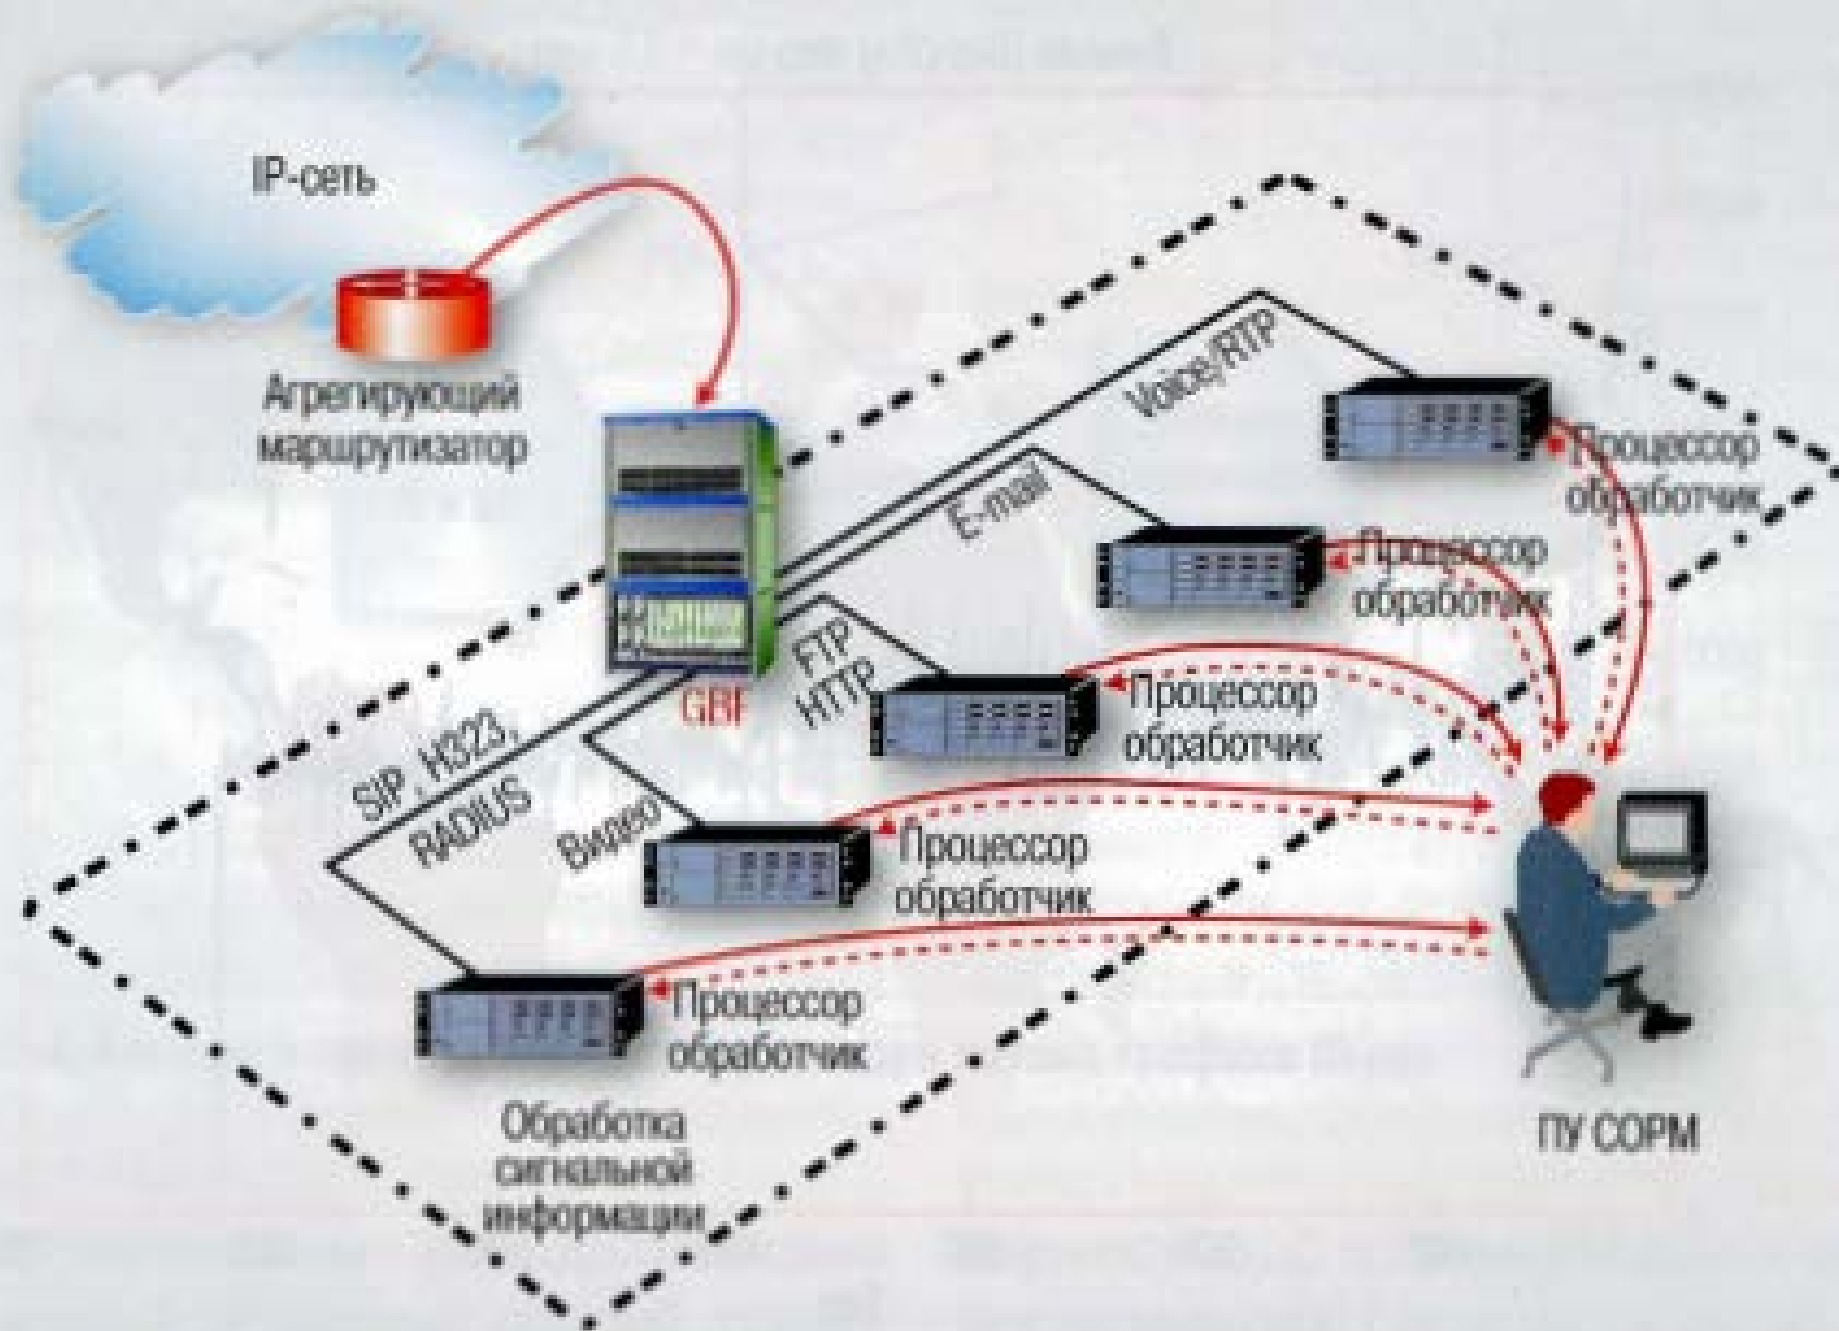 IP-сеть
Агрегирующий
маршрутизатор
Voice/RTP
Процессор
обработчик
E-mail
Процессор
обработчик
FTP
HTTP
Процессор
обработчик
SIP, H323,
RADIUS
Видео
Процессор
обработчик
Процессор
обработчик
Обработка
сигнальной
информации
ПУ СОРМ